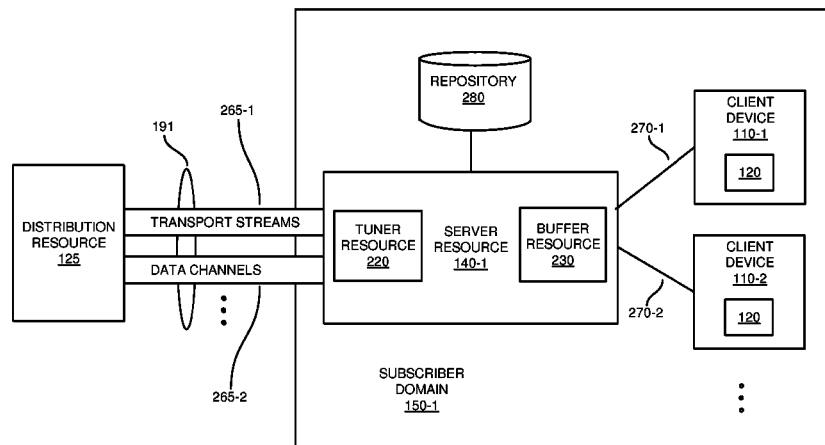 DISTRIBUTION
RESOURCE
125
191
265-1
TRANSPORT STREAMS
DATA CHANNELS
265-2
REPOSITORY
280
TUNER
RESOURCE
220
SERVER
RESOURCE
140-1
BUFFER
RESOURCE
230
270-1
270-2
CLIENT
DEVICE
110-1
120
CLIENT
DEVICE
110-2
120
SUBSCRIBER
DOMAIN
150-1